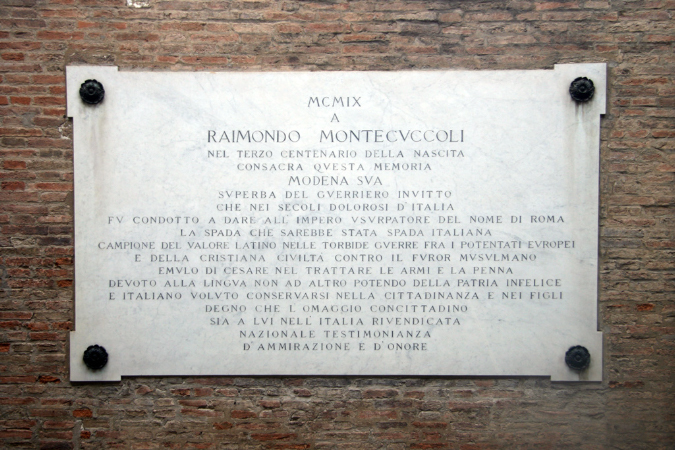 MCMIX
A
RAIMONDO MONTECVCCOLI
NEL TERZO CENTENARIO DELLA NASCITA
CONSACRA QVESTA MEMORIA
MODENA SVA
SVPERBA DEL GVERRIERO INVITTO
CHE NEI SECOLI DOLOROSI D'ITALIA
FV CONDOTTO A DARE ALL'IMPERO VSVRPATORE DEL NOME DI ROMA
LA SPADA CHE SAREBBE STATA SPADA ITALIANA
CAMPIONE DEL VALORE LATINO NELLE TORBIDE GVERRE FRA I POTENTATI EVROPEI
E DELLA CRISTIANA CIVILTÀ CONTRO IL FVROR MVSVLMANO
EMVLO DI CESARE NEL TRATTARE LE ARMI E LA PENNA
DEVOTO ALLA LINGVA NON AD ALTRO POTENDO DELLA PATRIA INFELICE
E ITALIANO VOLVTO CONSERVARSI NELLA CITTADINANZA E NEI FIGLI
DEGNO CHE L'OMAGGIO CONCITTADINO
SIA A LVI NELL'ITALIA RIVENDICATA
NAZIONALE TESTIMONIANZA
D'AMMIRAZIONE E D'ONORE